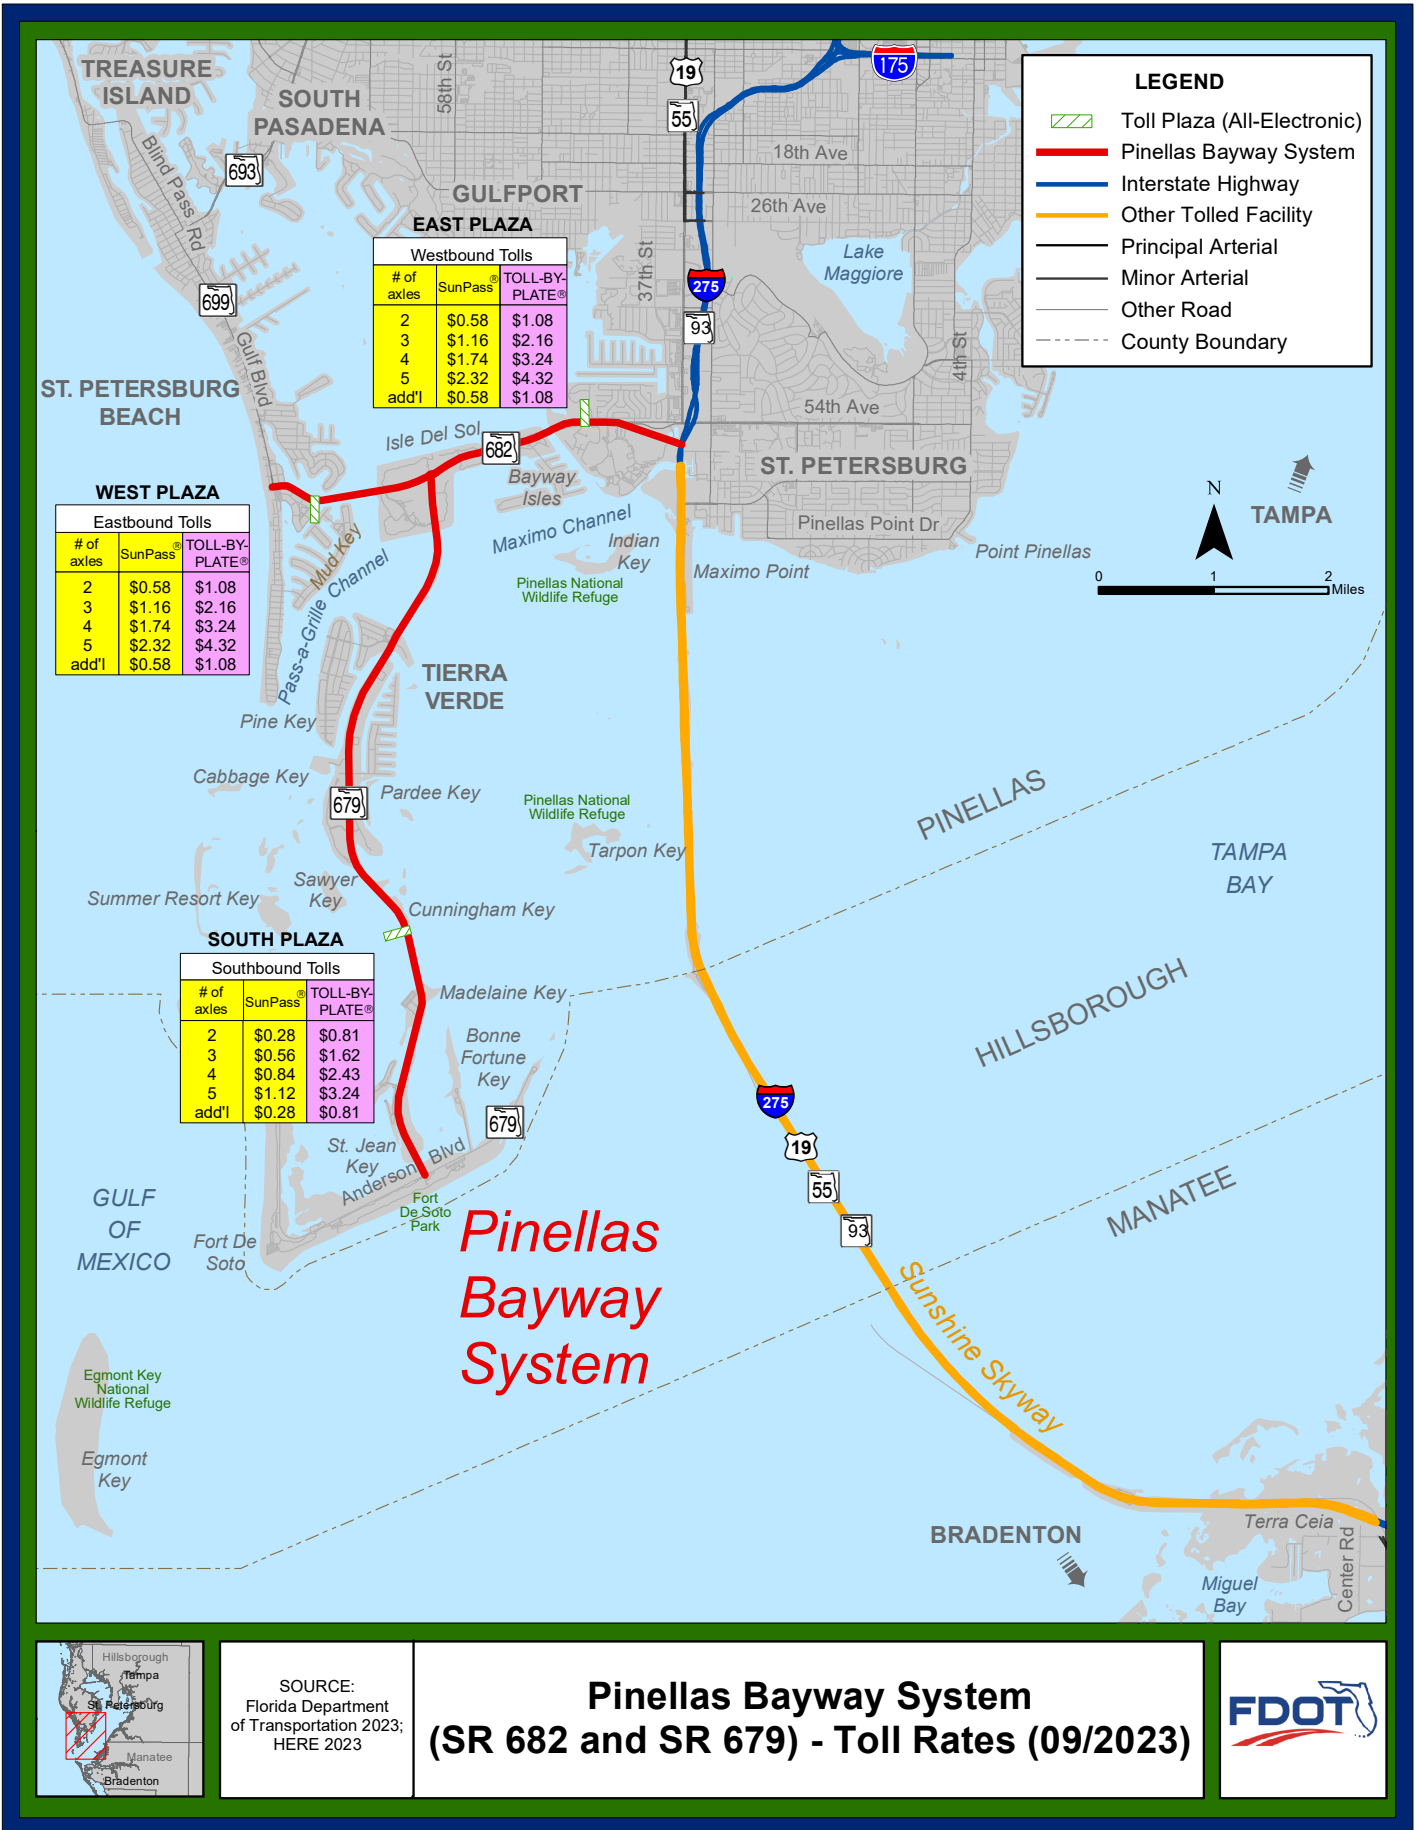 TREASURE
ISLAND
SOUTH
PASADENA
58th St
19
55
175
693
Blind Pass Rd
GULFPORT
18th Ave
26th Ave
37th St
Lake
Maggiore
275
93
4th St
699
Gulf Blvd
LEGEND
Toll Plaza (All-Electronic)
Pinellas Bayway System
Interstate Highway
Other Tolled Facility
Principal Arterial
Minor Arterial
Other Road
County Boundary
EAST PLAZA
Westbound Tolls
# of axles SunPass® TOLL-BY-PLATE®
2 $0.58 $1.08
3 $1.16 $2.16
4 $1.74 $3.24
5 $2.32 $4.32
add'l $0.58 $1.08
ST. PETERSBURG
BEACH
54th Ave
Isle Del Sol
682
Bayway
Isles
ST. PETERSBURG
Pinellas Point Dr
Maximo Channel
Indian
Key
Maximo Point
Point Pinellas
N
TAMPA
0 1 2
Miles
WEST PLAZA
Eastbound Tolls
# of axles SunPass® TOLL-BY-PLATE®
2 $0.58 $1.08
3 $1.16 $2.16
4 $1.74 $3.24
5 $2.32 $4.32
add'l $0.58 $1.08
Mud Key
Pass-a-Grille Channel
Pinellas National
Wildlife Refuge
TIERRA
VERDE
Pine Key
Cabbage Key
679
Pardee Key
Pinellas National
Wildlife Refuge
Tarpon Key
PINELLAS
TAMPA
BAY
Summer Resort Key
Sawyer
Key
Cunningham Key
SOUTH PLAZA
Southbound Tolls
# of axles SunPass® TOLL-BY-PLATE®
2 $0.28 $0.81
3 $0.56 $1.62
4 $0.84 $2.43
5 $1.12 $3.24
add'l $0.28 $0.81
Madelaine Key
Bonne
Fortune
Key
679
HILLSBOROUGH
275
19
55
93
MANATEE
St. Jean
Key
Anderson Blvd
Fort
De Soto
Park
GULF
OF
MEXICO
Fort De
Soto
Pinellas
Bayway
System
Sunshine Skyway
Egmont Key
National
Wildlife Refuge
Egmont
Key
BRADENTON
Terra Ceia
Center Rd
Miguel
Bay
Hillsborough
Tampa
St. Petersburg
Manatee
Bradenton
SOURCE:
Florida Department
of Transportation 2023;
HERE 2023
Pinellas Bayway System
(SR 682 and SR 679) - Toll Rates (09/2023)
FDOT